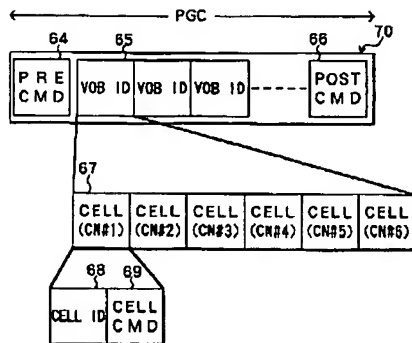 PGC
64 65 66 70
PRE CMD VOB ID VOB ID VOB ID POST CMD
67
CELL (CN#1) CELL (CN#2) CELL (CN#3) CELL (CN#4) CELL (CN#5) CELL (CN#6)
68 69
CELL ID CELL CMD